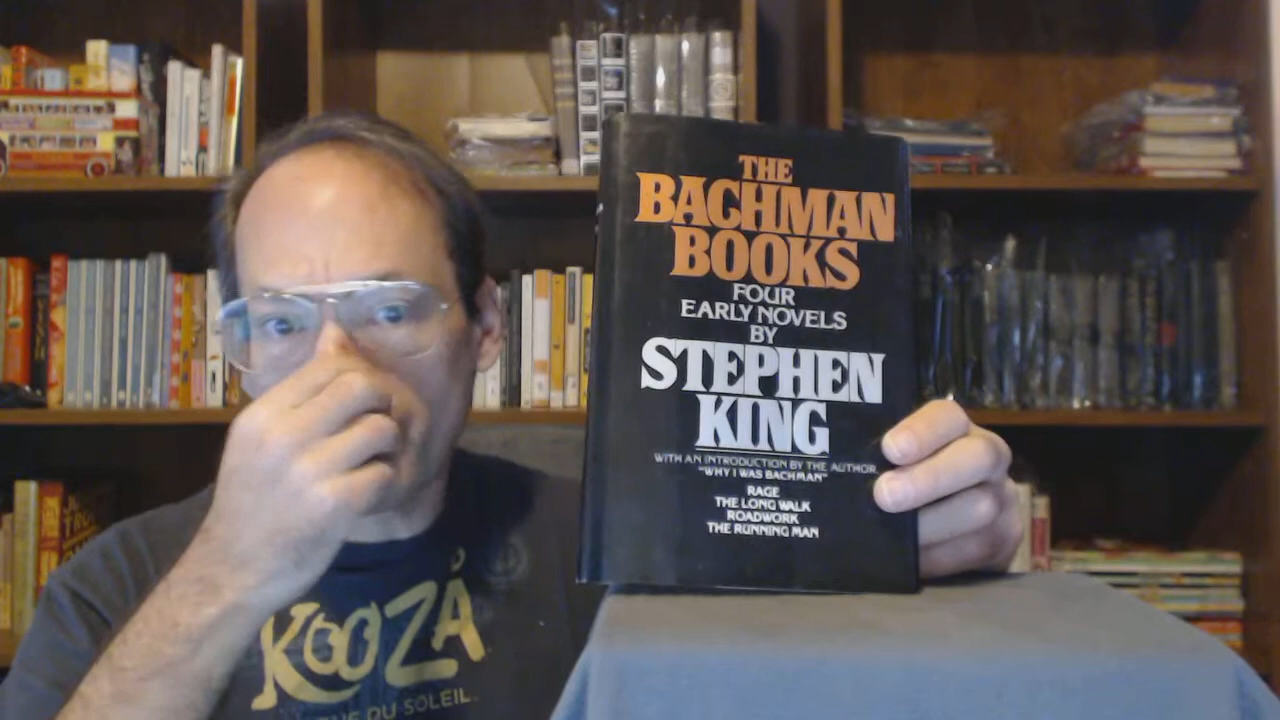 THE
BACHMAN
BOOKS
FOUR
EARLY NOVELS
BY
STEPHEN
KING
WITH AN INTRODUCTION BY THE AUTHOR
"WHY I WAS BACHMAN"
RAGE
THE LONG WALK
ROADWORK
THE RUNNING MAN
KOOZÅ
DU SOLEIL